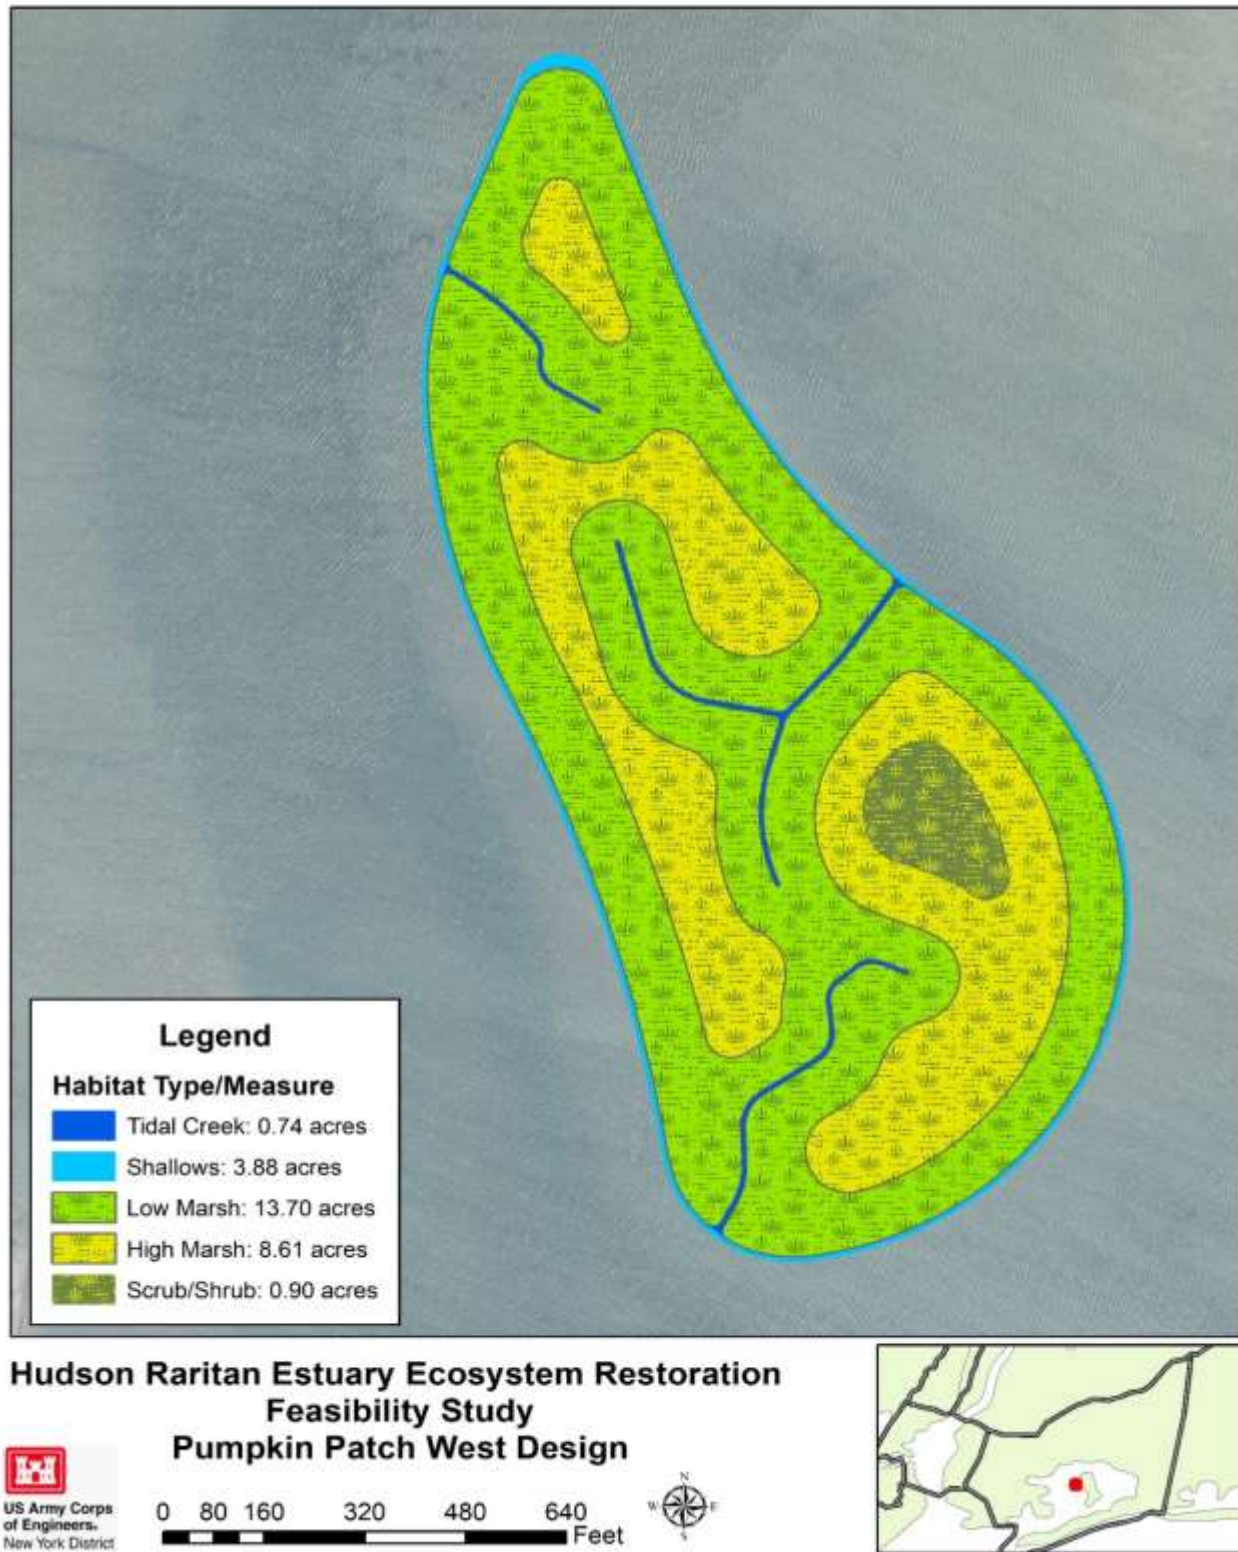 Legend
Habitat Type/Measure
Tidal Creek: 0.74 acres
Shallows: 3.88 acres
Low Marsh: 13.70 acres
High Marsh: 8.61 acres
Scrub/Shrub: 0.90 acres
Hudson Raritan Estuary Ecosystem Restoration
Feasibility Study
Pumpkin Patch West Design
US Army Corps
of Engineers.
New York District
0 80 160 320 480 640
Feet
N
W E
S